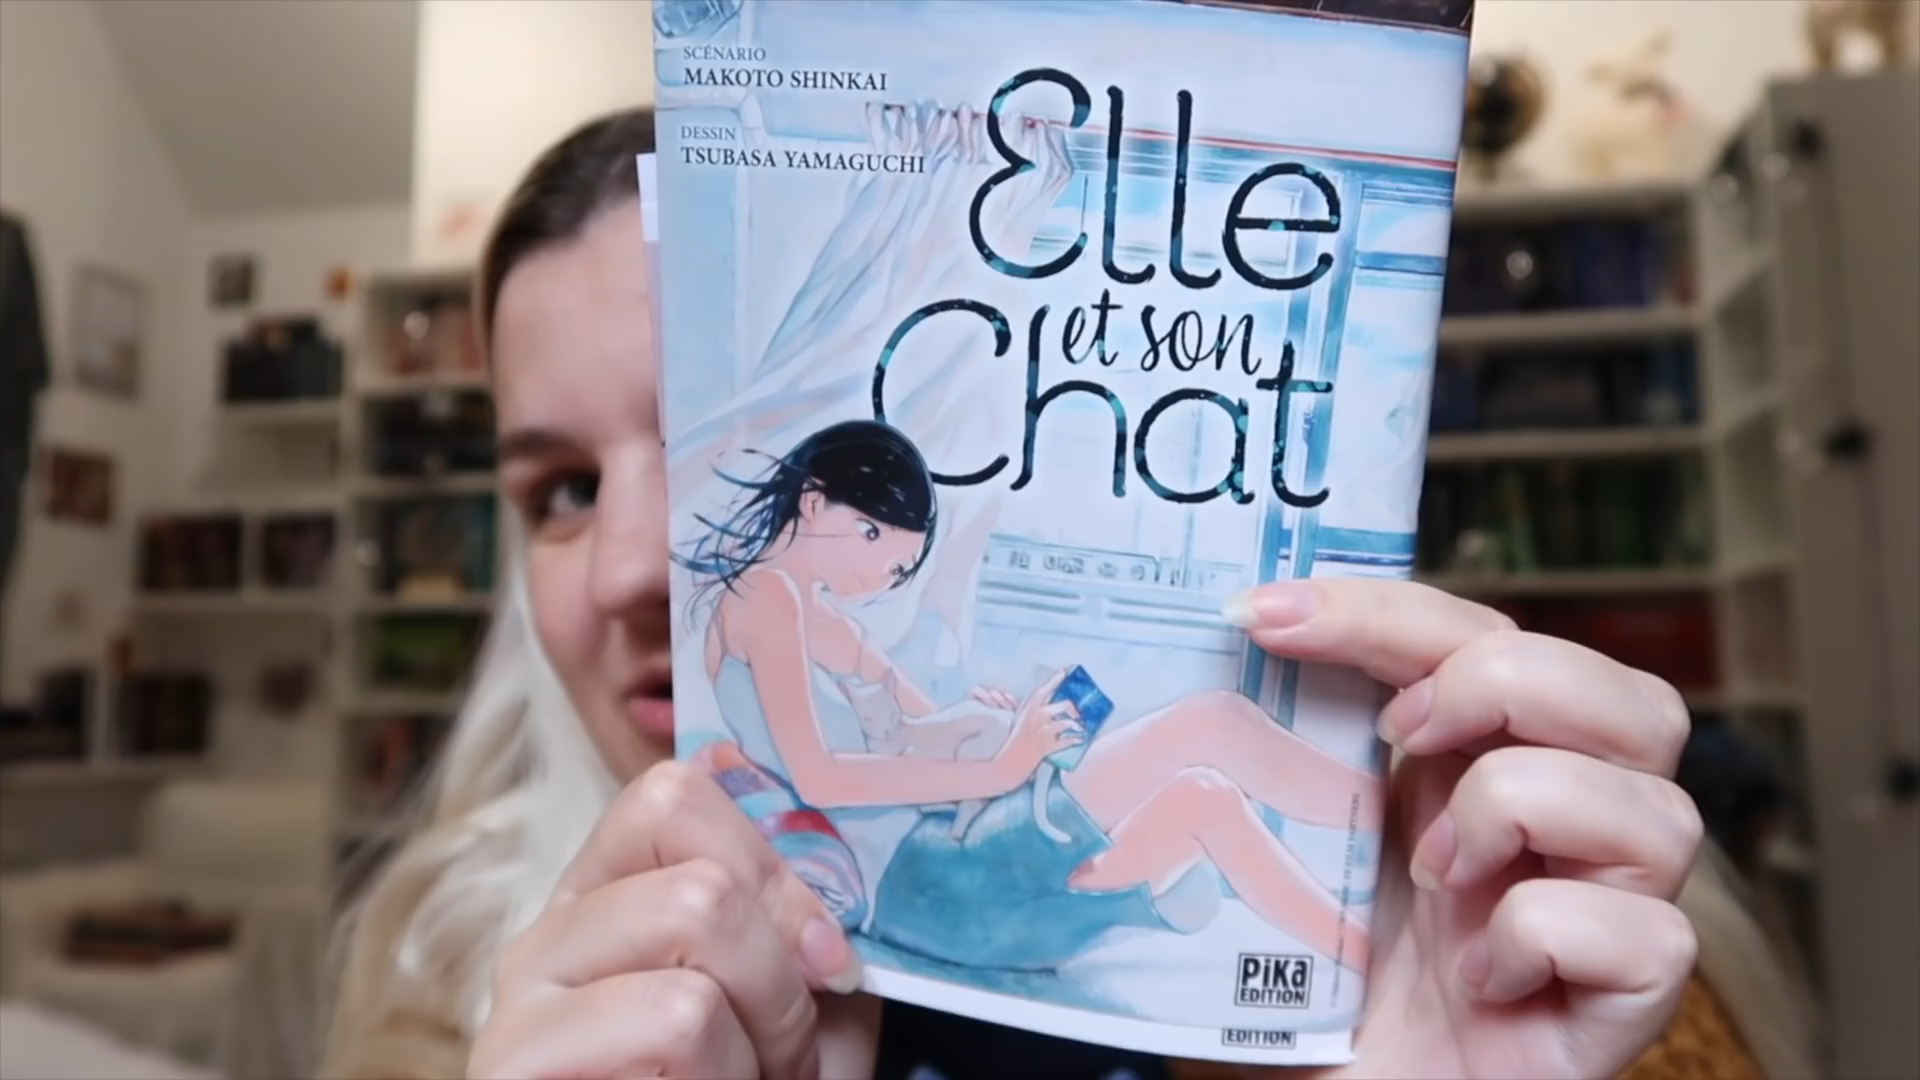 SCÉNARIO
MAKOTO SHINKAI
DESSIN
TSUBASA YAMAGUCHI
Elle
et son
Chat
PiKa
EDITION
EDITION